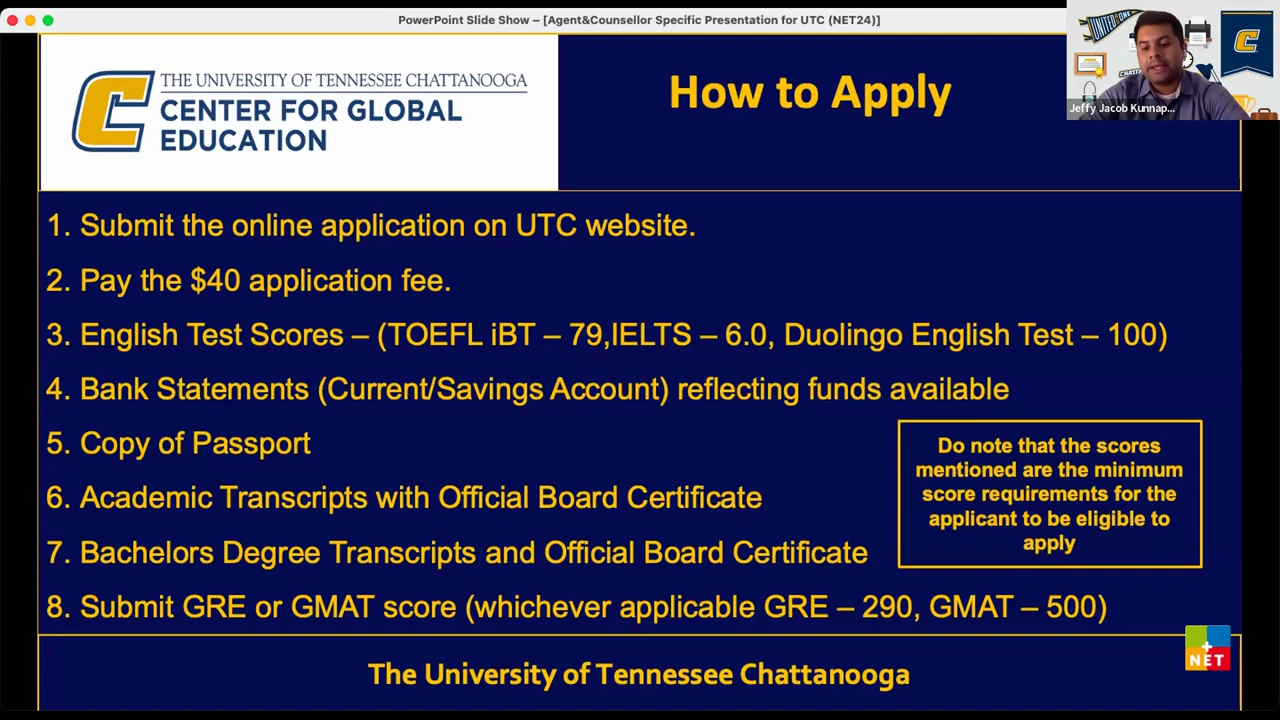 PowerPoint Slide Show – [Agent&Counsellor Specific Presentation for UTC (NET24)]
UNITED
C
Jeffy Jacob Kunnap...
C
THE UNIVERSITY OF TENNESSEE CHATTANOOGA
CENTER FOR GLOBAL
EDUCATION
How to Apply
1. Submit the online application on UTC website.
2. Pay the $40 application fee.
3. English Test Scores – (TOEFL iBT – 79,IELTS – 6.0, Duolingo English Test – 100)
4. Bank Statements (Current/Savings Account) reflecting funds available
5. Copy of Passport
6. Academic Transcripts with Official Board Certificate
7. Bachelors Degree Transcripts and Official Board Certificate
8. Submit GRE or GMAT score (whichever applicable GRE – 290, GMAT – 500)
Do note that the scores
mentioned are the minimum
score requirements for the
applicant to be eligible to
apply
The University of Tennessee Chattanooga
+
NET